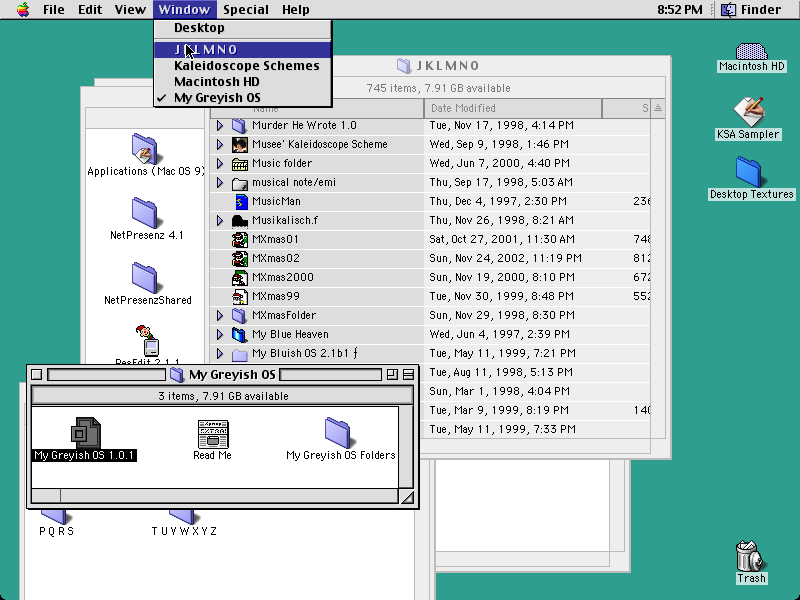 File Edit View Window Special Help 8:52 PM Finder
Desktop
J K L M N O
Kaleidoscope Schemes
Macintosh HD
✓ My Greyish OS
J K L M N O
745 items, 7.91 GB available
Name Date Modified S
Murder He Wrote 1.0 Tue, Nov 17, 1998, 4:14 PM
Musee' Kaleidoscope Scheme Wed, Sep 9, 1998, 1:46 PM
Music folder Wed, Jun 7, 2000, 4:40 PM
musical note/emi Thu, Sep 17, 1998, 5:03 AM
MusicMan Thu, Dec 4, 1997, 2:30 PM 236
Musikalisch.f Thu, Nov 26, 1998, 8:21 AM
MXmas01 Sat, Oct 27, 2001, 11:30 AM 748
MXmas02 Sun, Nov 24, 2002, 11:19 PM 812
MXmas2000 Sun, Nov 19, 2000, 8:10 PM 672
MXmas99 Tue, Nov 30, 1999, 8:48 PM 552
MXmasFolder Sun, Nov 29, 1998, 8:30 PM
My Blue Heaven Wed, Jun 4, 1997, 2:39 PM
My Bluish OS 2.1b1 ƒ Tue, May 11, 1999, 7:21 PM
Tue, Aug 11, 1998, 5:13 PM
Sun, Mar 1, 1998, 4:04 PM
Tue, Mar 9, 1999, 8:19 PM 140
Tue, May 11, 1999, 7:33 PM
Applications (Mac OS 9)
NetPresenz 4.1
NetPresenzShared
ResEdit 2.1.1
My Greyish OS
3 items, 7.91 GB available
My Greyish OS 1.0.1
Read Me
My Greyish OS Folders
P Q R S
T U V W X Y Z
Macintosh HD
KSA Sampler
Desktop Textures
Trash